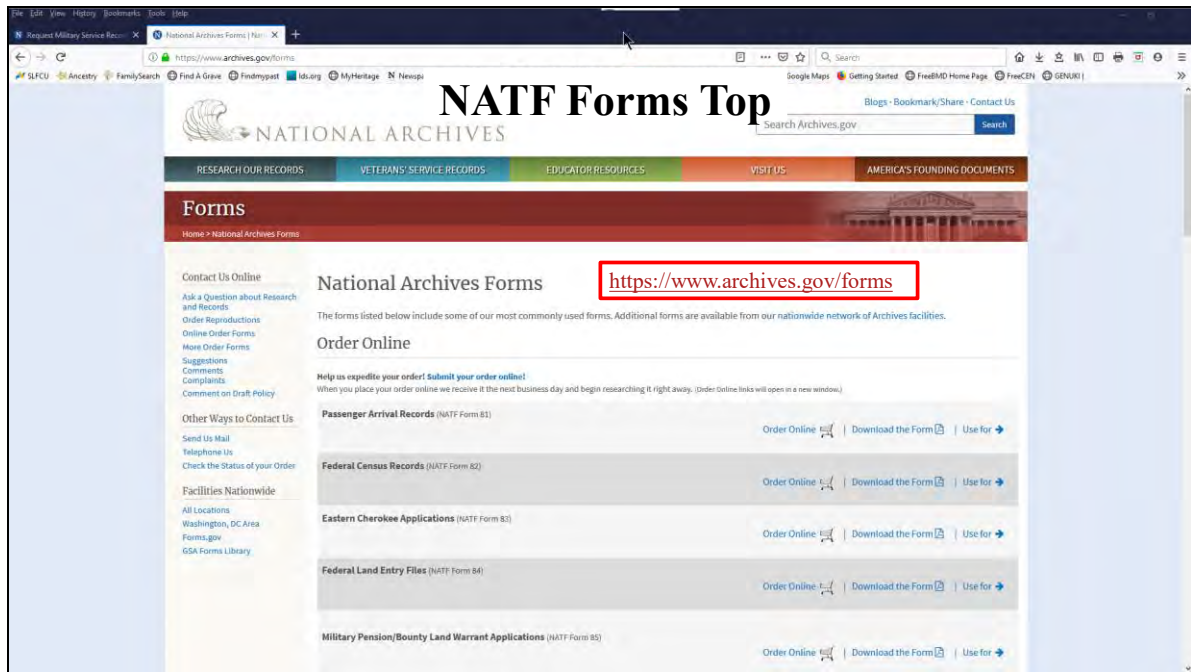 File Edit View History Bookmarks Tools Help
Request Military Service Recor
National Archives Forms | Nat
https://www.archives.gov/forms
Search
SLFCU Ancestry FamilySearch Find A Grave Findmypast lds.org MyHeritage Newspa
Google Maps Getting Started FreeBMD Home Page FreeCEN GENUKI |
NATF Forms Top
NATIONAL ARCHIVES
Blogs · Bookmark/Share · Contact Us
Search Archives.gov
Search
RESEARCH OUR RECORDS VETERANS' SERVICE RECORDS EDUCATOR RESOURCES VISIT US AMERICA'S FOUNDING DOCUMENTS
Forms
Home > National Archives Forms
Contact Us Online
Ask a Question about Research
and Records
Order Reproductions
Online Order Forms
More Order Forms
Suggestions
Comments
Complaints
Comment on Draft Policy
Other Ways to Contact Us
Send Us Mail
Telephone Us
Check the Status of your Order
Facilities Nationwide
All Locations
Washington, DC Area
Forms.gov
GSA Forms Library
National Archives Forms
https://www.archives.gov/forms
The forms listed below include some of our most commonly used forms. Additional forms are available from our nationwide network of Archives facilities.
Order Online
Help us expedite your order! Submit your order online!
When you place your order online we receive it the next business day and begin researching it right away. (Order Online links will open in a new window.)
Passenger Arrival Records (NATF Form 81)
Order Online | Download the Form | Use for
Federal Census Records (NATF Form 82)
Order Online | Download the Form | Use for
Eastern Cherokee Applications (NATF Form 83)
Order Online | Download the Form | Use for
Federal Land Entry Files (NATF Form 84)
Order Online | Download the Form | Use for
Military Pension/Bounty Land Warrant Applications (NATF Form 85)
Order Online | Download the Form | Use for